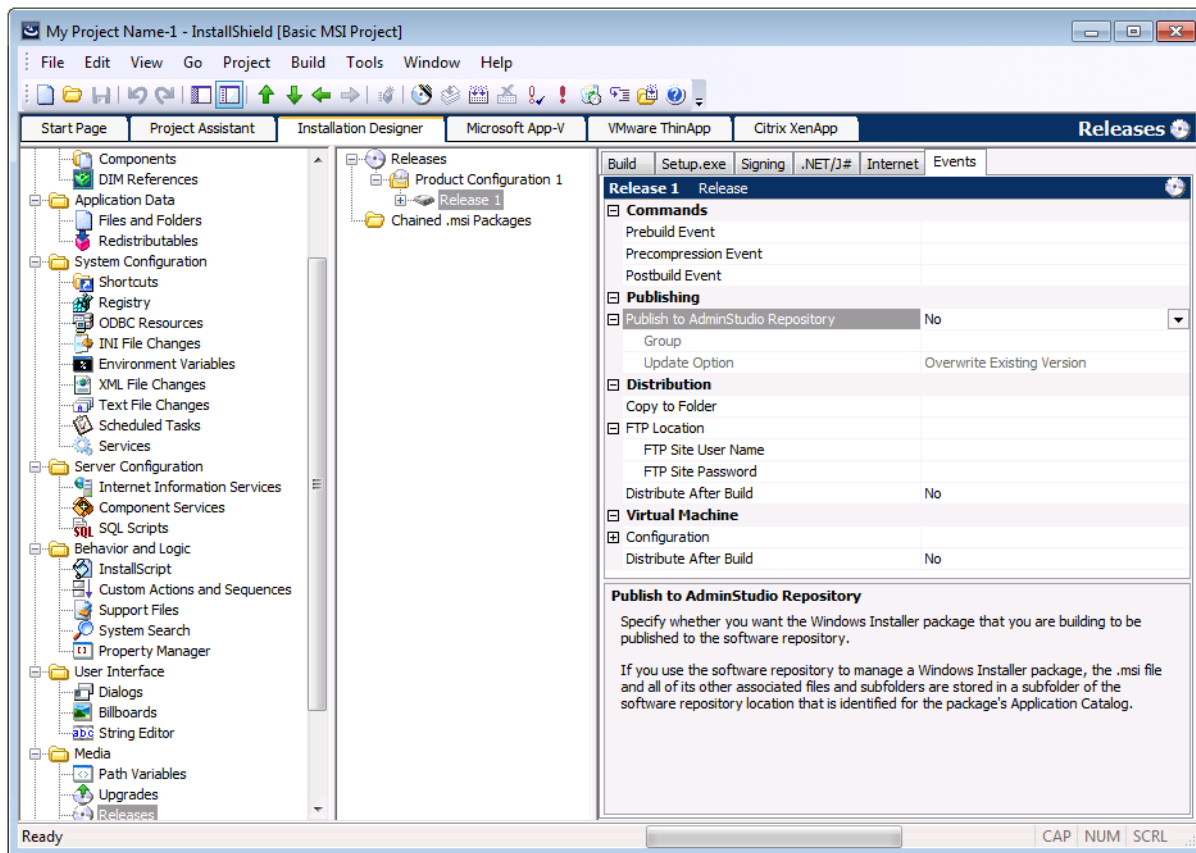 My Project Name-1 - InstallShield [Basic MSI Project]
File Edit View Go Project Build Tools Window Help
Start Page Project Assistant Installation Designer Microsoft App-V VMware ThinApp Citrix XenApp Releases
Components
DIM References
Application Data
Files and Folders
Redistributables
System Configuration
Shortcuts
Registry
ODBC Resources
INI File Changes
Environment Variables
XML File Changes
Text File Changes
Scheduled Tasks
Services
Server Configuration
Internet Information Services
Component Services
SQL SQL Scripts
Behavior and Logic
InstallScript
Custom Actions and Sequences
Support Files
System Search
Property Manager
User Interface
Dialogs
Billboards
abc String Editor
Media
Path Variables
Upgrades
Releases
Releases
Product Configuration 1
Release 1
Chained .msi Packages
Build Setup.exe Signing .NET/J# Internet Events
Release 1 Release
Commands
Prebuild Event
Precompression Event
Postbuild Event
Publishing
Publish to AdminStudio Repository No
Group
Update Option Overwrite Existing Version
Distribution
Copy to Folder
FTP Location
FTP Site User Name
FTP Site Password
Distribute After Build No
Virtual Machine
Configuration
Distribute After Build No
Publish to AdminStudio Repository
Specify whether you want the Windows Installer package that you are building to be
published to the software repository.
If you use the software repository to manage a Windows Installer package, the .msi file
and all of its other associated files and subfolders are stored in a subfolder of the
software repository location that is identified for the package's Application Catalog.
Ready CAP NUM SCRL